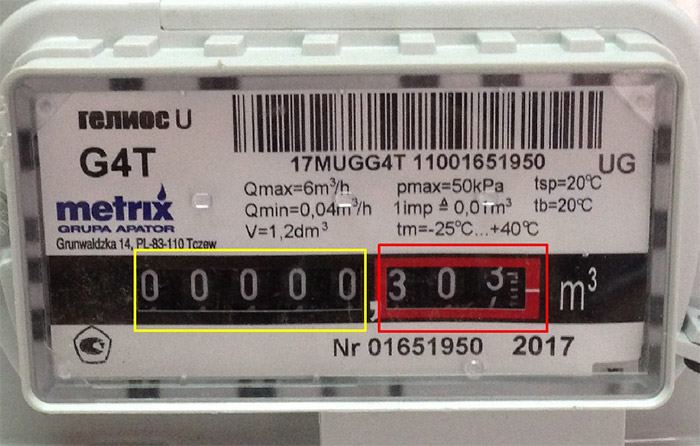 гелиос U
17MUGG4T 11001651950
G4T
UG
Qmax=6m³/h pmax=50kPa tsp=20°C
Qmin=0,04m³/h 1imp ≙ 0,01m³ tb=20°C
V=1,2dm³ tm=-25°C...+40°C
metrix
GRUPA APATOR
Grunwaldzka 14, PL-83-110 Tczew
00000,303 m³
Nr 01651950 2017